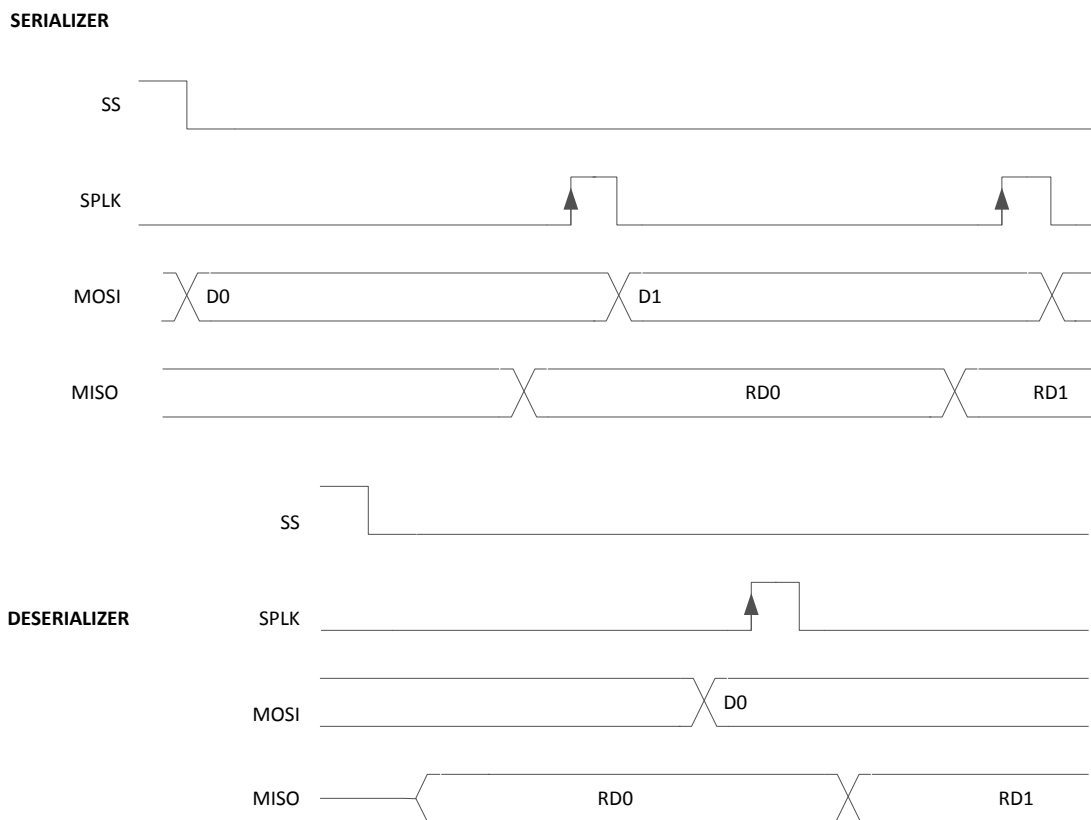 SERIALIZER
SS
SPLK
MOSI D0 D1
MISO RD0 RD1
SS
DESERIALIZER SPLK
MOSI D0
MISO RD0 RD1